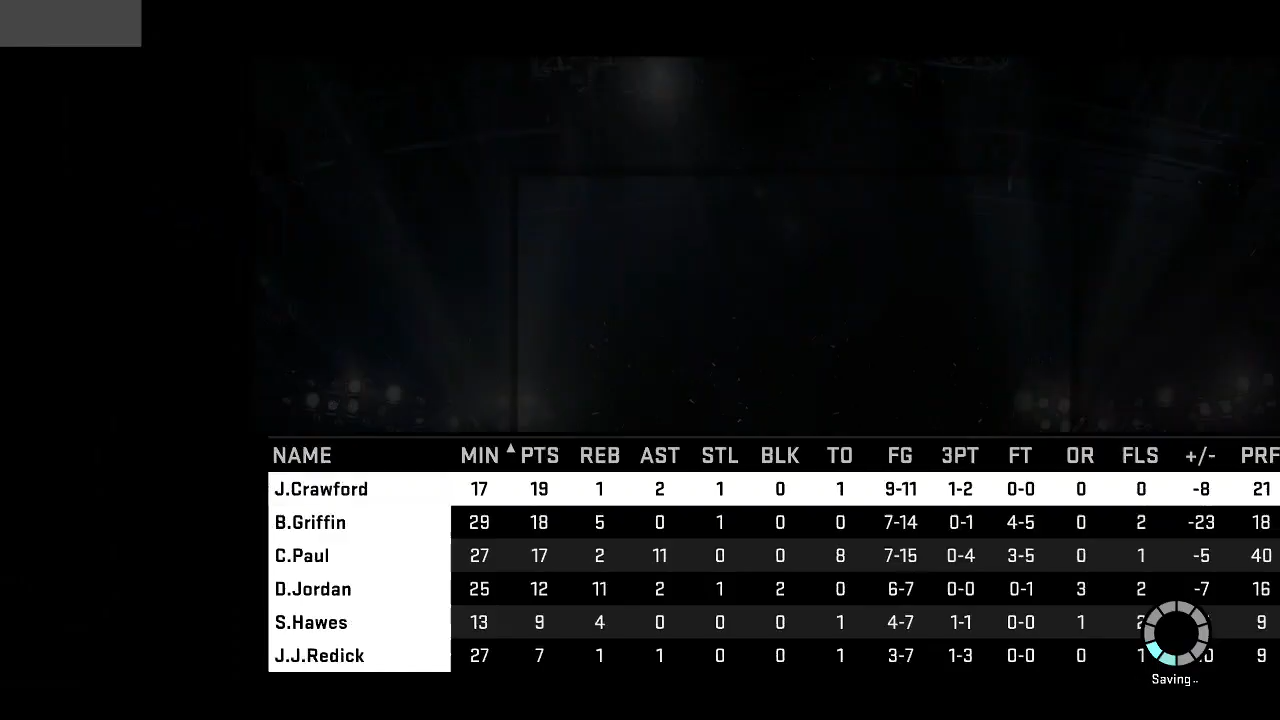 NAME MIN PTS REB AST STL BLK TO FG 3PT FT OR FLS +/- PRF
J.Crawford 17 19 1 2 1 0 1 9-11 1-2 0-0 0 0 -8 21
B.Griffin 29 18 5 0 1 0 0 7-14 0-1 4-5 0 2 -23 18
C.Paul 27 17 2 11 0 0 8 7-15 0-4 3-5 0 1 -5 40
D.Jordan 25 12 11 2 1 2 0 6-7 0-0 0-1 3 2 -7 16
S.Hawes 13 9 4 0 0 0 1 4-7 1-1 0-0 1 9
J.J.Redick 27 7 1 1 0 0 1 3-7 1-3 0-0 0 1 9
Saving..